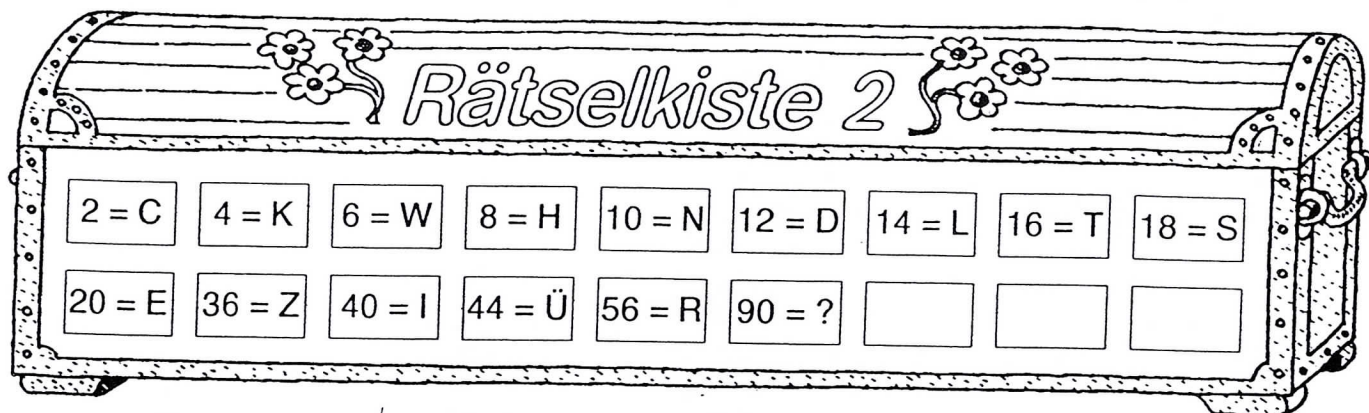 Rätselkiste 2
2 = C 4 = K 6 = W 8 = H 10 = N 12 = D 14 = L 16 = T 18 = S
20 = E 36 = Z 40 = I 44 = Ü 56 = R 90 = ?